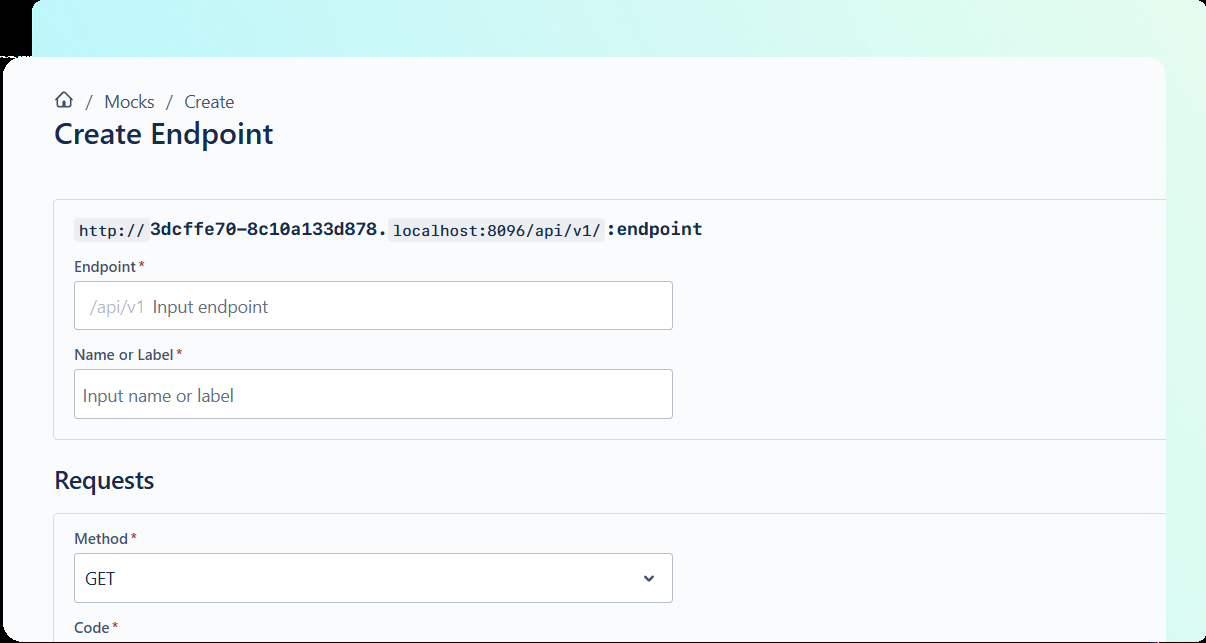 / Mocks / Create
Create Endpoint
http://3dcffe70-8c10a133d878.localhost:8096/api/v1/:endpoint
Endpoint*
/api/v1 Input endpoint
Name or Label*
Input name or label
Requests
Method*
GET
Code*